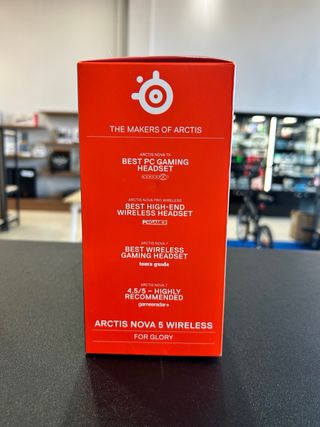 THE MAKERS OF ARCTIS
ARCTIS NOVA 7X
BEST PC GAMING
HEADSET
ARCTIS NOVA PRO WIRELESS
BEST HIGH-END
WIRELESS HEADSET
PCGAMER
ARCTIS NOVA 7
BEST WIRELESS
GAMING HEADSET
tom's guide
ARCTIS NOVA 7
4.5/5 – HIGHLY
RECOMMENDED
gamesradar+
ARCTIS NOVA 5 WIRELESS
FOR GLORY